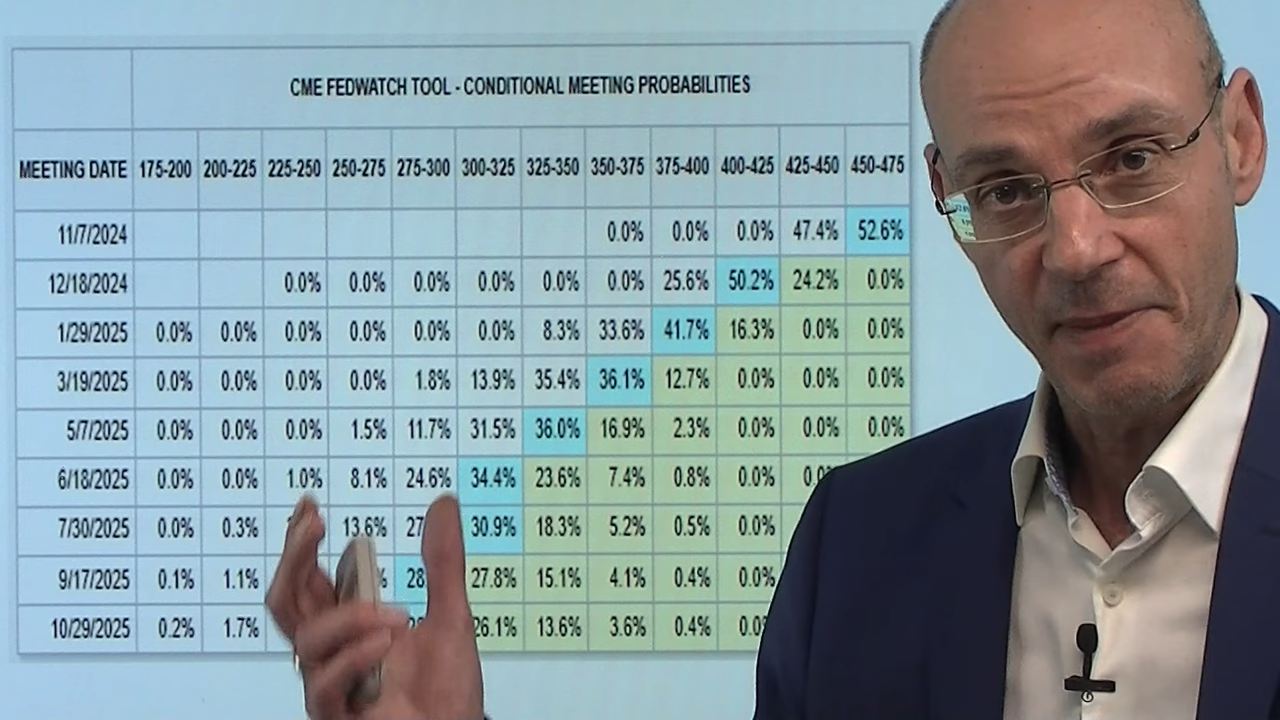 CME FEDWATCH TOOL - CONDITIONAL MEETING PROBABILITIES
MEETING DATE 175-200 200-225 225-250 250-275 275-300 300-325 325-350 350-375 375-400 400-425 425-450 450-475
11/7/2024 0.0% 0.0% 0.0% 47.4% 52.6%
12/18/2024 0.0% 0.0% 0.0% 0.0% 0.0% 0.0% 25.6% 50.2% 24.2% 0.0%
1/29/2025 0.0% 0.0% 0.0% 0.0% 0.0% 0.0% 8.3% 33.6% 41.7% 16.3% 0.0% 0.0%
3/19/2025 0.0% 0.0% 0.0% 0.0% 1.8% 13.9% 35.4% 36.1% 12.7% 0.0% 0.0% 0.0%
5/7/2025 0.0% 0.0% 0.0% 1.5% 11.7% 31.5% 36.0% 16.9% 2.3% 0.0% 0.0% 0.0%
6/18/2025 0.0% 0.0% 1.0% 8.1% 24.6% 34.4% 23.6% 7.4% 0.8% 0.0%
7/30/2025 0.0% 0.3% 13.6% 27 30.9% 18.3% 5.2% 0.5% 0.0%
9/17/2025 0.1% 1.1% 28 27.8% 15.1% 4.1% 0.4% 0.0%
10/29/2025 0.2% 1.7% 26.1% 13.6% 3.6% 0.4%